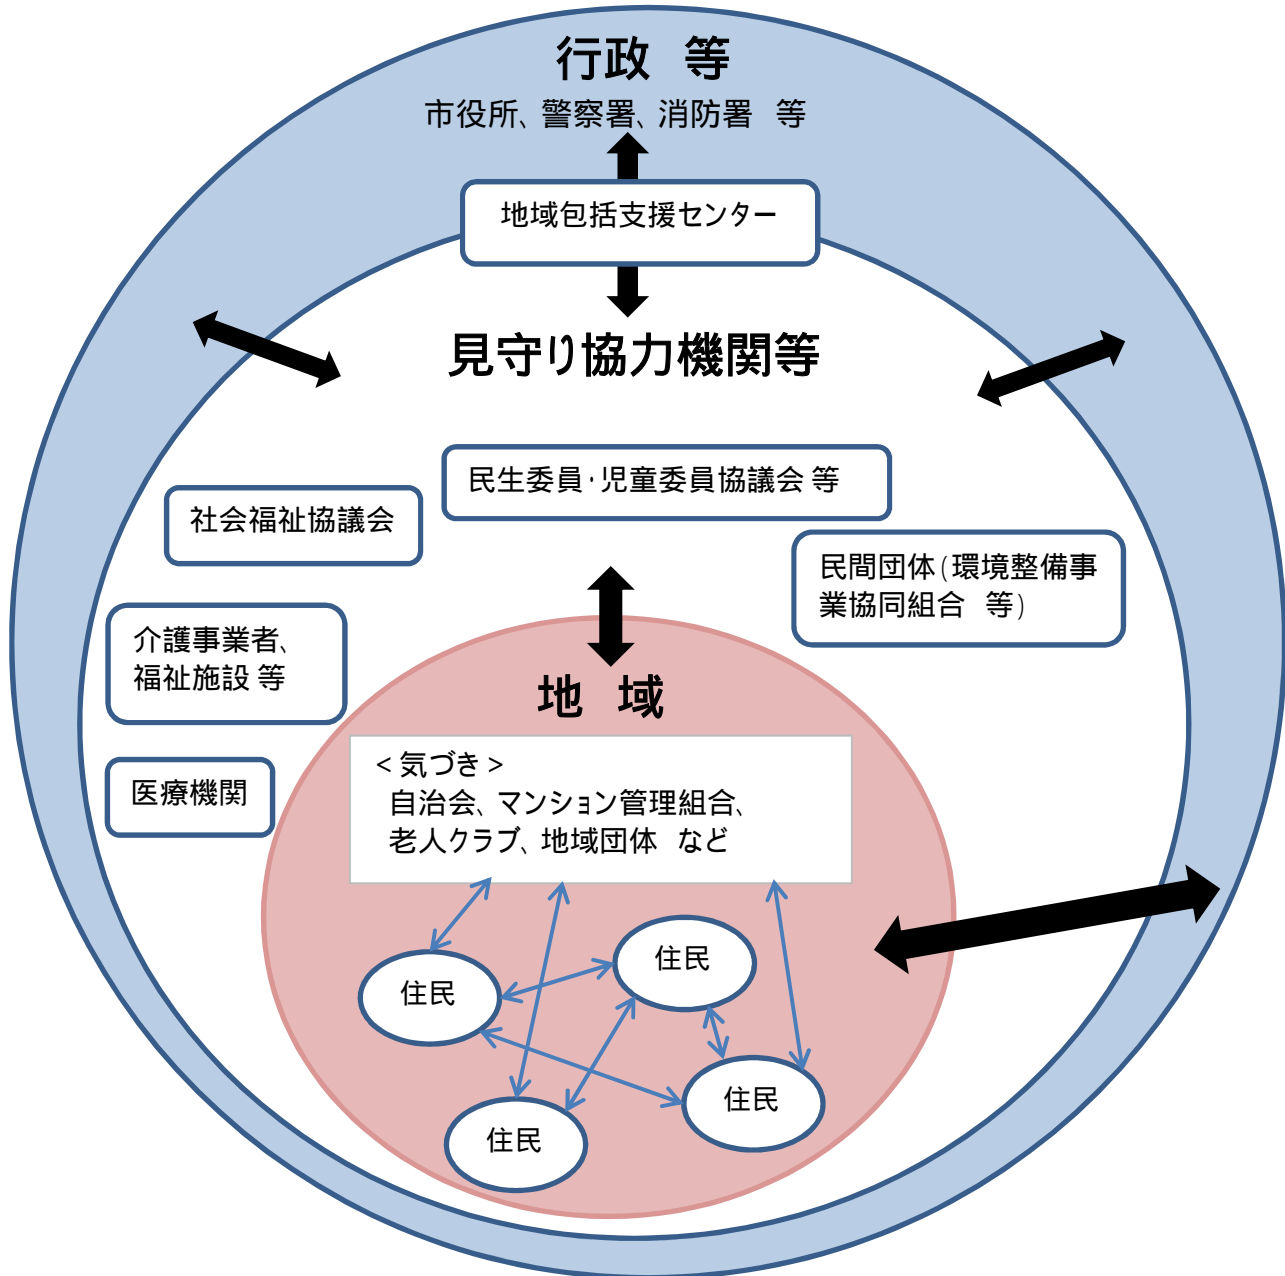 行政　等
市役所、警察署、消防署　等
地域包括支援センター
見守り協力機関等
民生委員・児童委員協議会 等
社会福祉協議会
民間団体(環境整備事
業協同組合　等)
介護事業者、
福祉施設 等
医療機関
地　域
<気づき>
自治会、マンション管理組合、
老人クラブ、地域団体　など
住民
住民
住民
住民